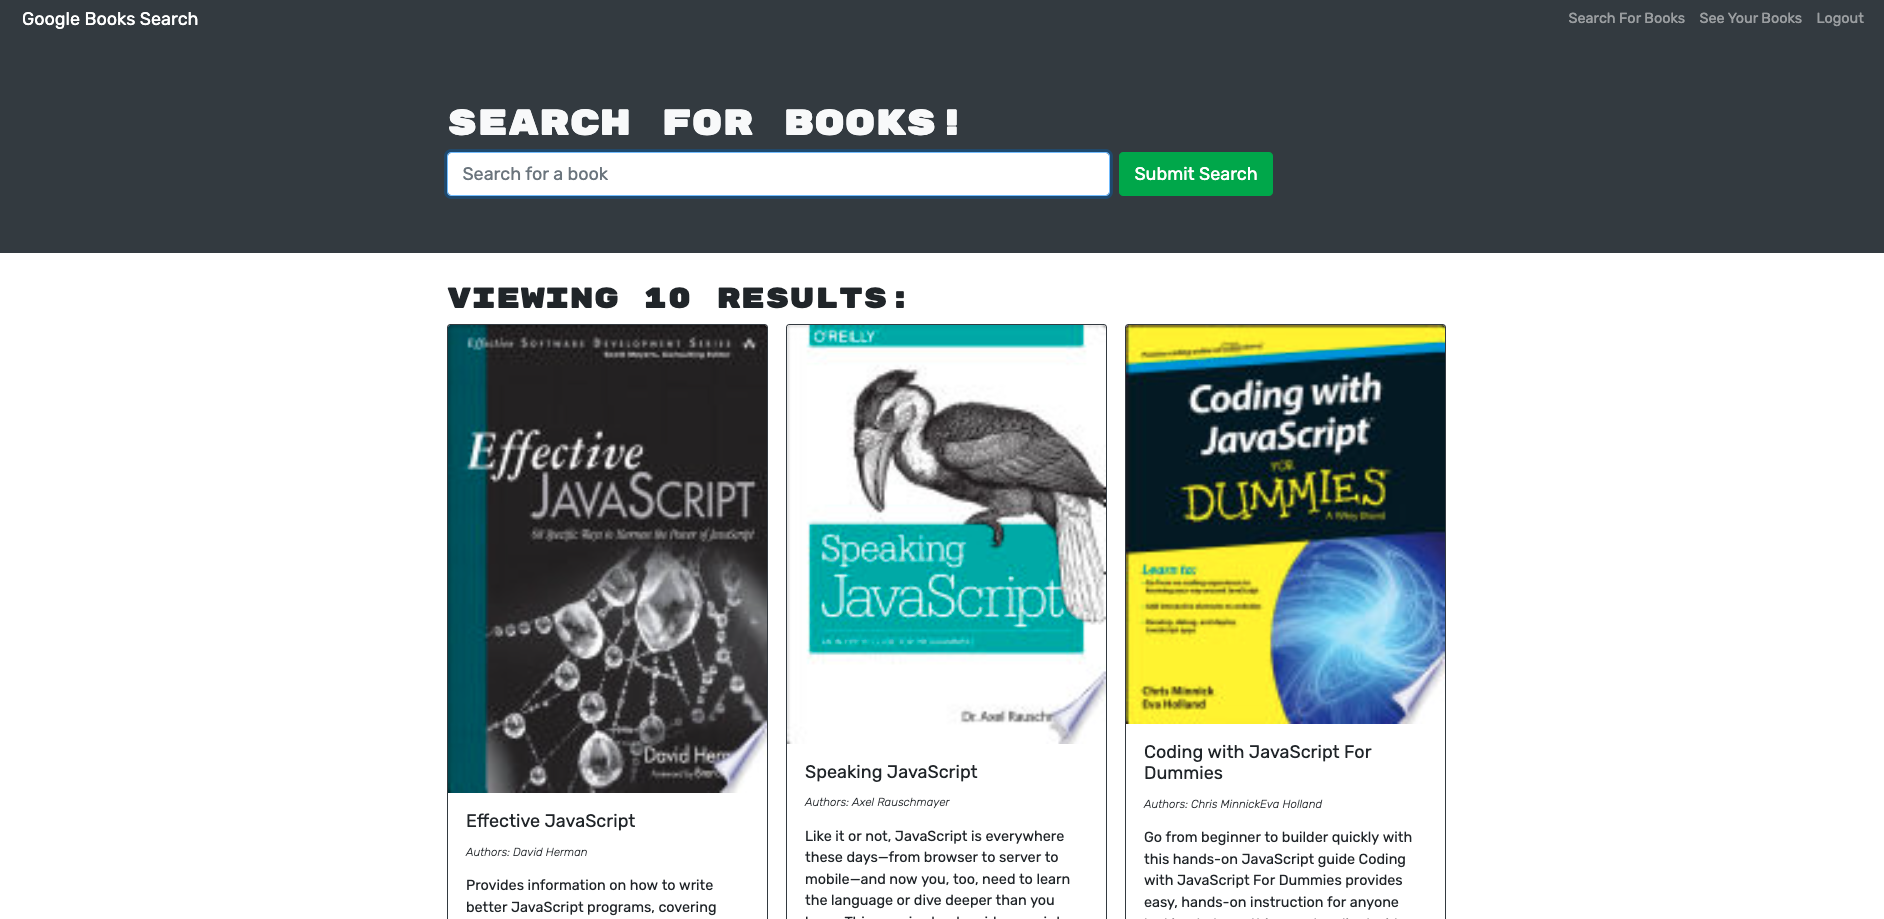 Google Books Search
Search For Books See Your Books Logout
SEARCH FOR BOOKS!
Search for a book
Submit Search
VIEWING 10 RESULTS:
Effective SOFTWARE DEVELOPMENT SERIES
Scott Meyers, Consulting Editor
Effective
JAVASCRIPT
68 Specific Ways to Harness the Power of JavaScript
David Herm
Effective JavaScript
Authors: David Herman
Provides information on how to write
better JavaScript programs, covering
O'REILLY
Speaking
JavaScript
Dr. Axel Rausch
Speaking JavaScript
Authors: Axel Rauschmayer
Like it or not, JavaScript is everywhere
these days—from browser to server to
mobile—and now you, too, need to learn
the language or dive deeper than you
Coding with
JavaScript
FOR
DUMMIES
A Wiley Brand
Learn to:
Chris Minnick
Eva Holland
Coding with JavaScript For
Dummies
Authors: Chris MinnickEva Holland
Go from beginner to builder quickly with
this hands-on JavaScript guide Coding
with JavaScript For Dummies provides
easy, hands-on instruction for anyone